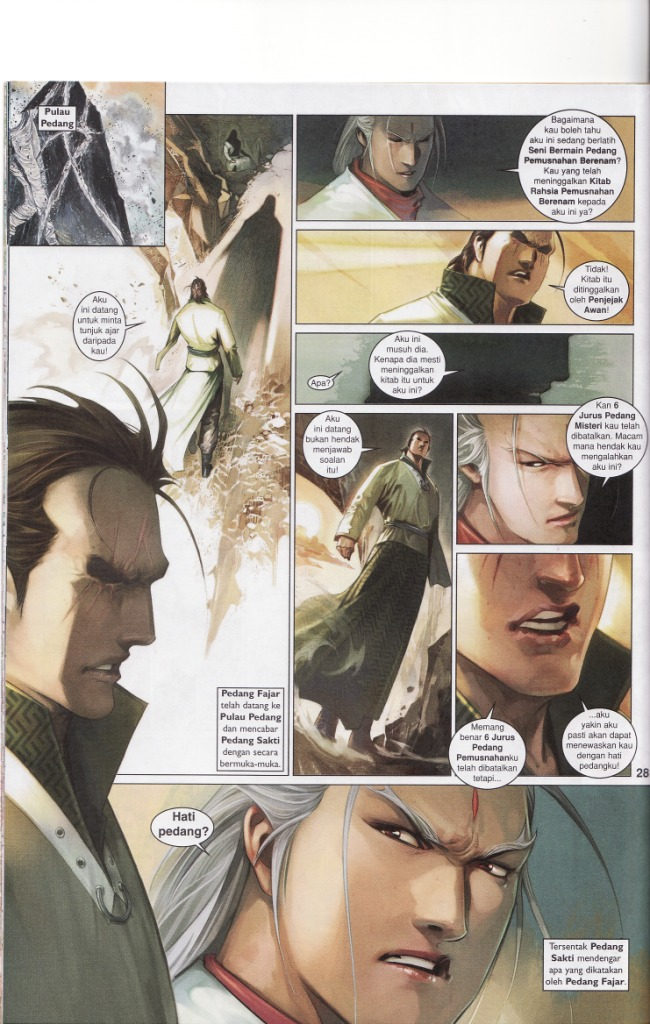 Pulau
Pedang
Aku
ini datang
untuk minta
tunjuk ajar
daripada
kau!
Pedang Fajar
telah datang ke
Pulau Pedang
dan mencabar
Pedang Sakti
dengan secara
bermuka-muka.
Bagaimana
kau boleh tahu
aku ini sedang berlatih
Seni Bermain Pedang
Pemusnahan Berenam?
Kau yang telah
meninggalkan Kitab
Rahsia Pemusnahan
Berenam kepada
aku ini ya?
Tidak!
Kitab itu
ditinggalkan
oleh Penjejak
Awan!
Apa?
Aku ini
musuh dia.
Kenapa dia mesti
meninggalkan
kitab itu untuk
aku ini?
Aku
ini datang
bukan hendak
menjawab
soalan
itu!
Kan 6
Jurus Pedang
Misteri kau telah
dibatalkan. Macam
mana hendak kau
mengalahkan
aku ini?
Memang
benar 6 Jurus
Pedang
Pemusnahanku
telah dibatalkan
tetapi...
...aku
yakin aku
pasti akan dapat
menewaskan kau
dengan hati
pedangku!
28
Hati
pedang?
Tersentak Pedang
Sakti mendengar
apa yang dikatakan
oleh Pedang Fajar.